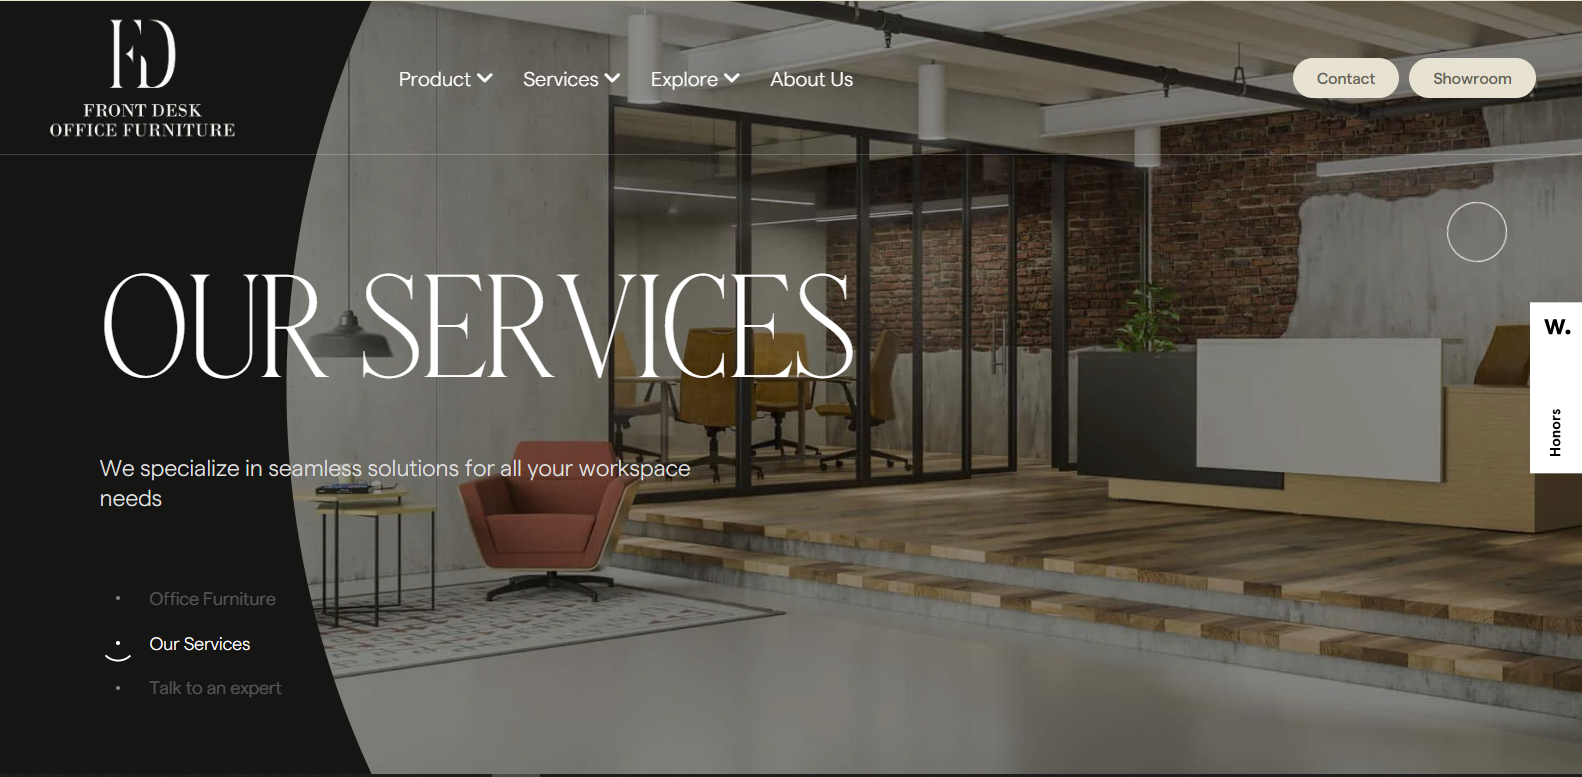 FD
FRONT DESK
OFFICE FURNITURE
Product
Services
Explore
About Us
Contact
Showroom
OUR SERVICES
We specialize in seamless solutions for all your workspace
needs
Office Furniture
Our Services
Talk to an expert
W.
Honors